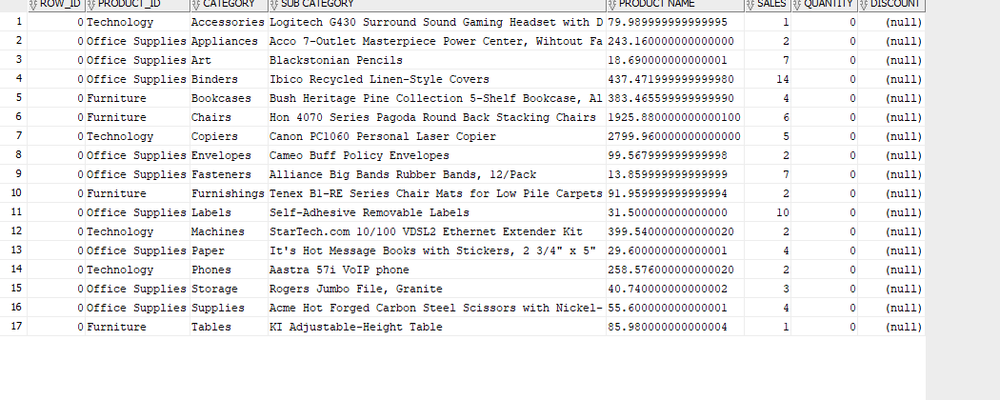 ROW_ID PRODUCT_ID CATEGORY SUB CATEGORY PRODUCT NAME SALES QUANTITY DISCOUNT
1 0 Technology Accessories Logitech G430 Surround Sound Gaming Headset with D 79.989999999999995 1 0 (null)
2 0 Office Supplies Appliances Acco 7-Outlet Masterpiece Power Center, Wihtout Fa 243.160000000000000 2 0 (null)
3 0 Office Supplies Art Blackstonian Pencils 18.690000000000001 7 0 (null)
4 0 Office Supplies Binders Ibico Recycled Linen-Style Covers 437.471999999999980 14 0 (null)
5 0 Furniture Bookcases Bush Heritage Pine Collection 5-Shelf Bookcase, Al 383.465599999999990 4 0 (null)
6 0 Furniture Chairs Hon 4070 Series Pagoda Round Back Stacking Chairs 1925.880000000000100 6 0 (null)
7 0 Technology Copiers Canon PC1060 Personal Laser Copier 2799.960000000000000 5 0 (null)
8 0 Office Supplies Envelopes Cameo Buff Policy Envelopes 99.567999999999998 2 0 (null)
9 0 Office Supplies Fasteners Alliance Big Bands Rubber Bands, 12/Pack 13.859999999999999 7 0 (null)
10 0 Furniture Furnishings Tenex B1-RE Series Chair Mats for Low Pile Carpets 91.959999999999994 2 0 (null)
11 0 Office Supplies Labels Self-Adhesive Removable Labels 31.500000000000000 10 0 (null)
12 0 Technology Machines StarTech.com 10/100 VDSL2 Ethernet Extender Kit 399.540000000000020 2 0 (null)
13 0 Office Supplies Paper It's Hot Message Books with Stickers, 2 3/4" x 5" 29.600000000000001 4 0 (null)
14 0 Technology Phones Aastra 57i VoIP phone 258.576000000000020 2 0 (null)
15 0 Office Supplies Storage Rogers Jumbo File, Granite 40.740000000000002 3 0 (null)
16 0 Office Supplies Supplies Acme Hot Forged Carbon Steel Scissors with Nickel- 55.600000000000001 4 0 (null)
17 0 Furniture Tables KI Adjustable-Height Table 85.980000000000004 1 0 (null)